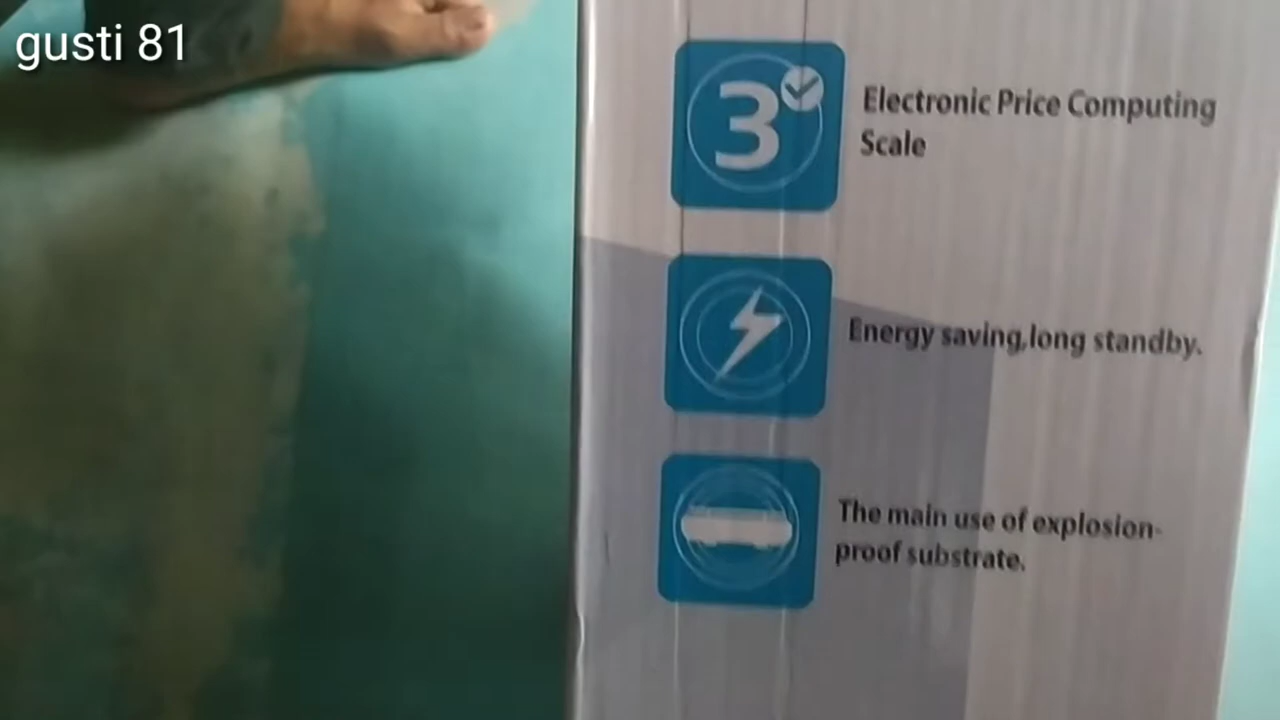 gusti 81
3
Electronic Price Computing
Scale
Energy saving,long standby.
The main use of explosion-
proof substrate.